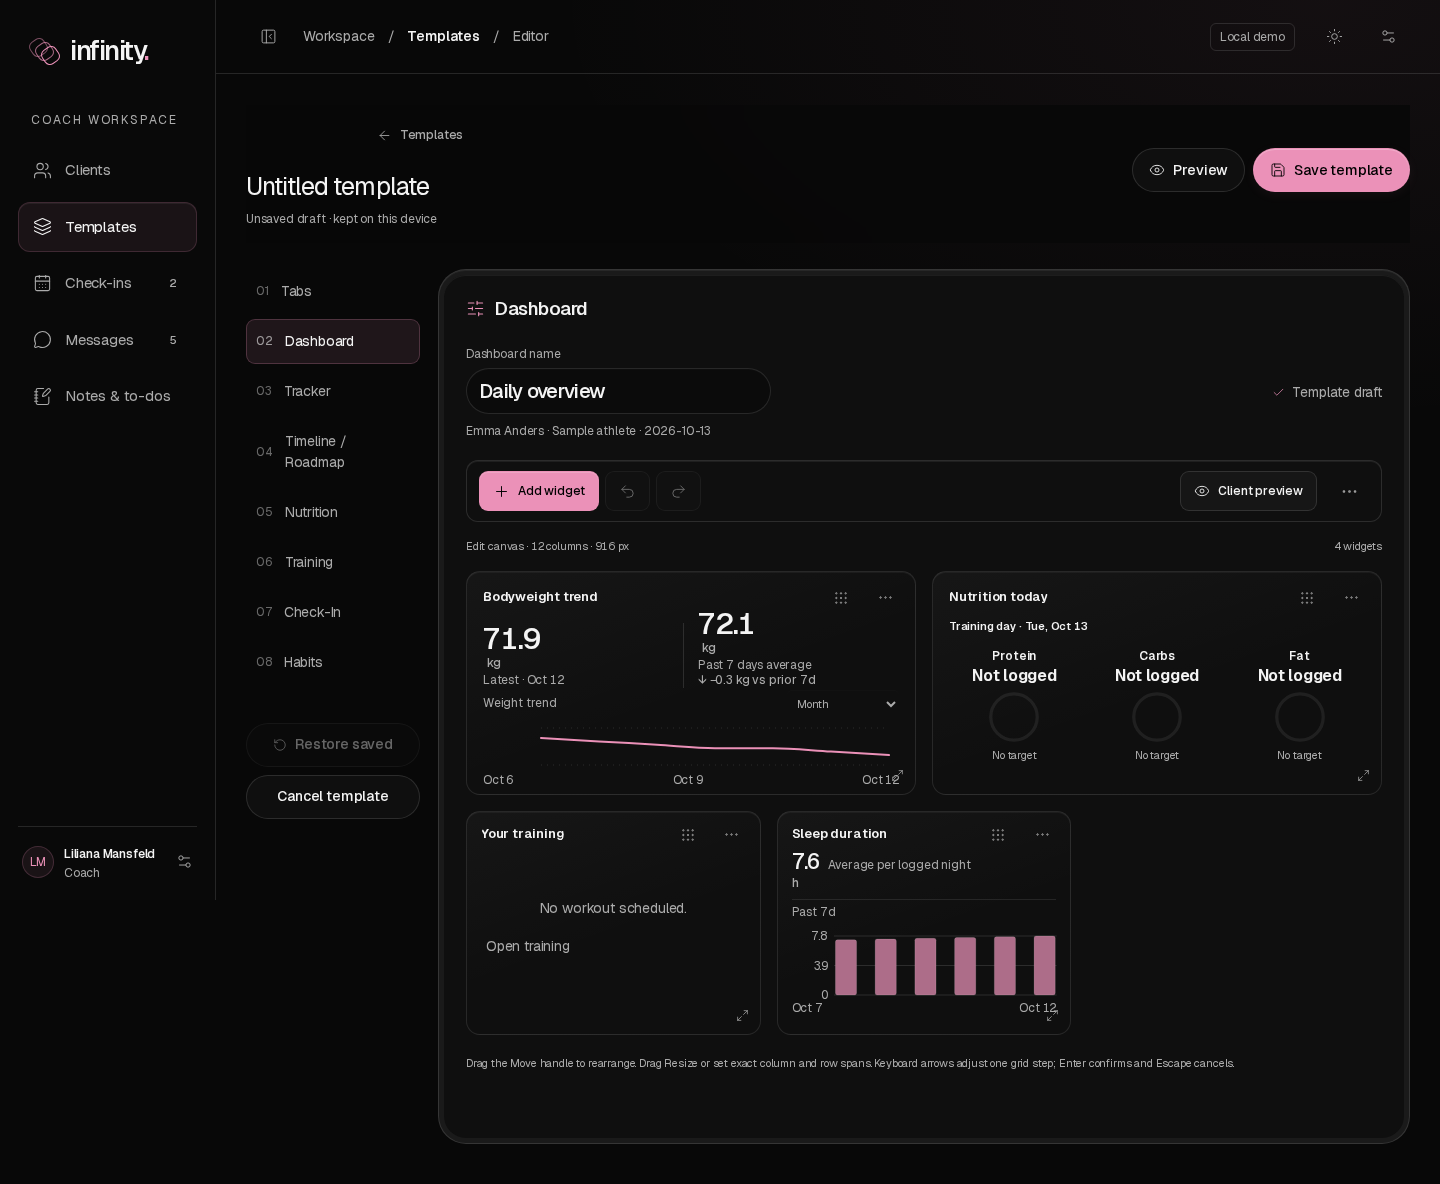 infinity.
Workspace / Templates / Editor
Local demo
COACH WORKSPACE
Clients
Templates
Check-ins 2
Messages 5
Notes & to-dos
LM
Liliana Mansfeld
Coach
Templates
Untitled template
Unsaved draft · kept on this device
Preview
Save template
01 Tabs
02 Dashboard
03 Tracker
04 Timeline /
Roadmap
05 Nutrition
06 Training
07 Check-In
08 Habits
Restore saved
Cancel template
Dashboard
Dashboard name
Daily overview
Template draft
Emma Anders · Sample athlete · 2026-10-13
Add widget
Client preview
Edit canvas · 12 columns · 916 px
4 widgets
Bodyweight trend
71.9
kg
Latest · Oct 12
72.1
kg
Past 7 days average
↓ −0.3 kg vs prior 7d
Weight trend
Month
Oct 6 Oct 9 Oct 12
Nutrition today
Training day · Tue, Oct 13
Protein Carbs Fat
Not logged Not logged Not logged
No target No target No target
Your training
No workout scheduled.
Open training
Sleep duration
7.6 Average per logged night
h
Past 7d
7.8
3.9
0
Oct 7 Oct 12
Drag the Move handle to rearrange. Drag Resize or set exact column and row spans. Keyboard arrows adjust one grid step; Enter confirms and Escape cancels.